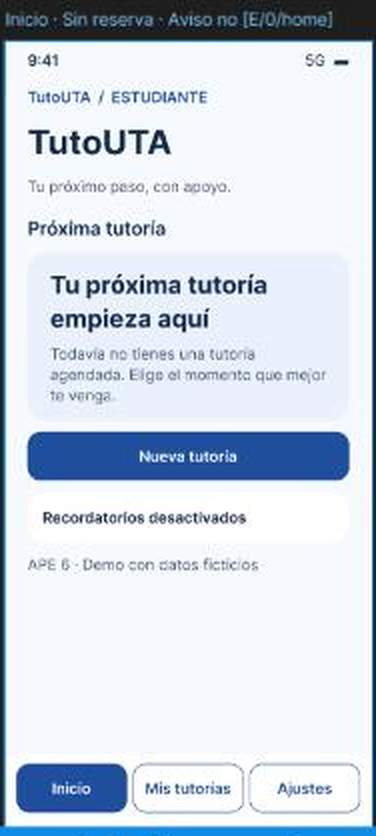 Inicio · Sin reserva · Aviso no [E/0/home]
9:41
5G
TutoUTA / ESTUDIANTE
TutoUTA
Tu próximo paso, con apoyo.
Próxima tutoría
Tu próxima tutoría
empieza aquí
Todavía no tienes una tutoría
agendada. Elige el momento que mejor
te venga.
Nueva tutoría
Recordatorios desactivados
APE 6 · Demo con datos ficticios
Inicio
Mis tutorías
Ajustes